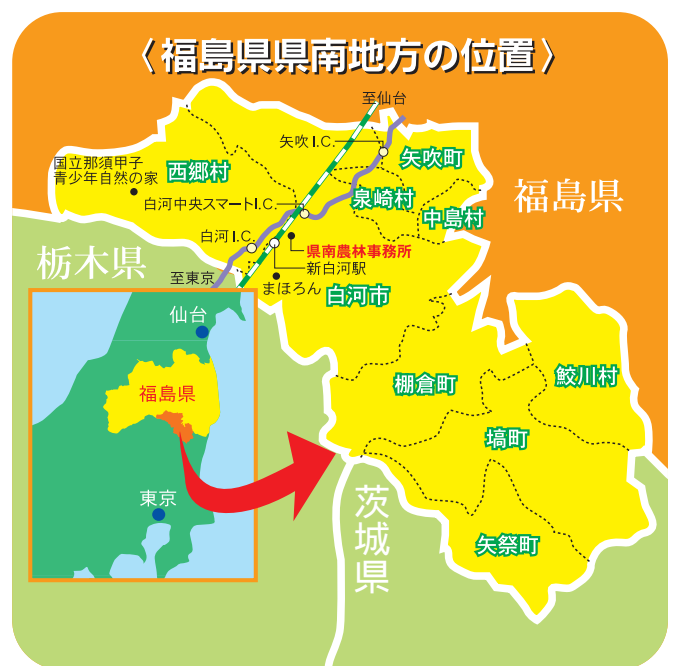 〈福島県県南地方の位置〉
至仙台
矢吹I.C.
矢吹町
国立那須甲子
青少年自然の家
西郷村
泉崎村
福島県
白河中央スマートI.C.
中島村
白河I.C.
県南農林事務所
栃木県
新白河駅
至東京
まほろん
白河市
仙台
棚倉町
鮫川村
福島県
塙町
東京
茨城県
矢祭町